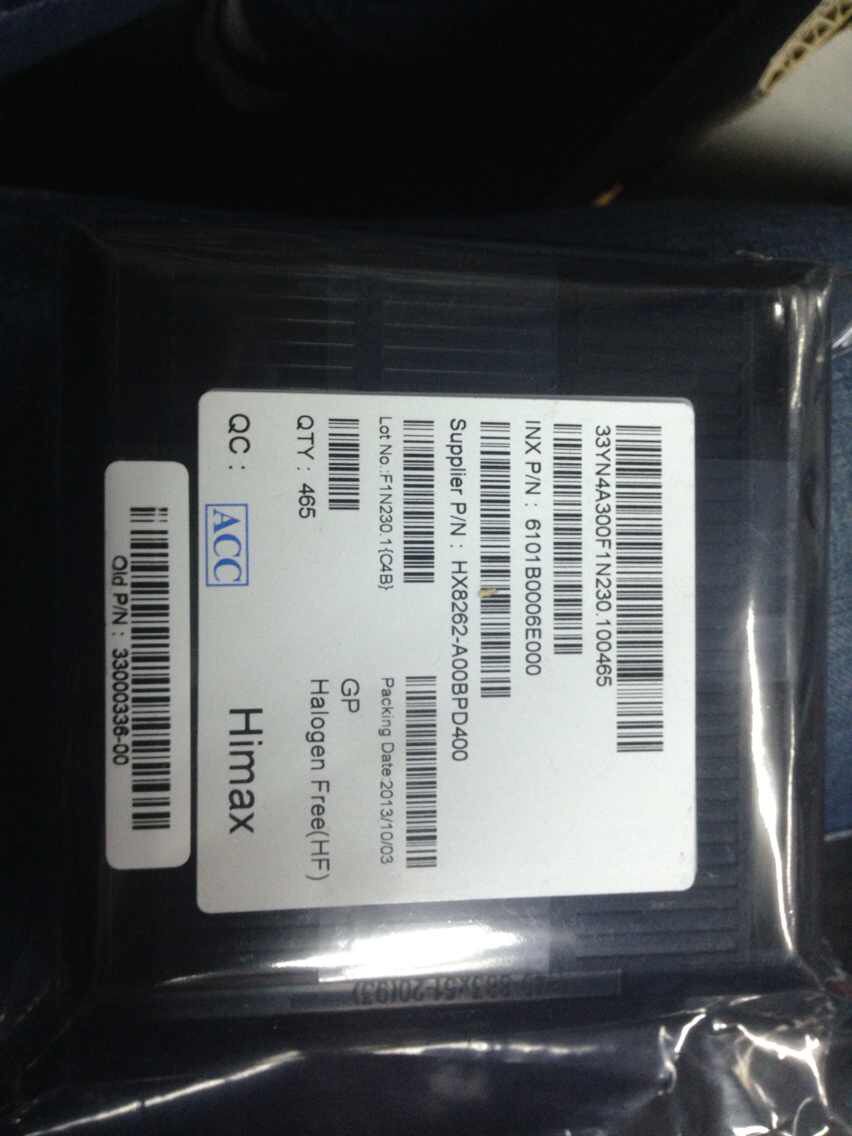 33YN4A300F1N230.100465
INX P/N : 6101B0006E000
Supplier P/N : HX8262-A00BPD400
Lot No.:F1N230.1{C4B}
Packing Date:2013/10/03
QTY : 465
GP
Halogen Free(HF)
QC :
ACC
Himax
Old P/N : 33000336-00